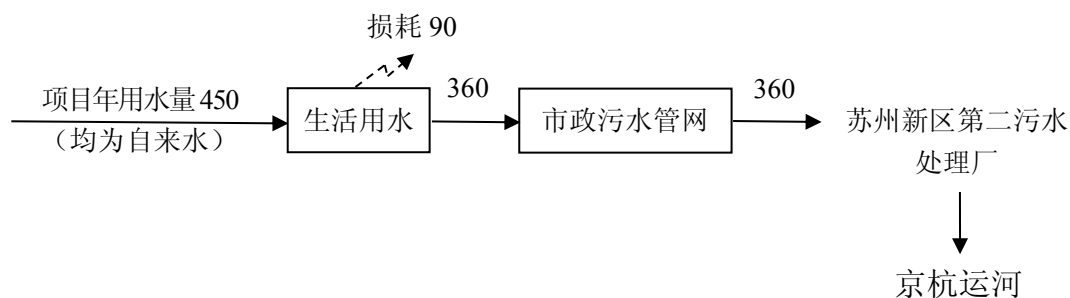 损耗 90
项目年用水量 450
（均为自来水）
生活用水
360
市政污水管网
360
苏州新区第二污水
处理厂
京杭运河